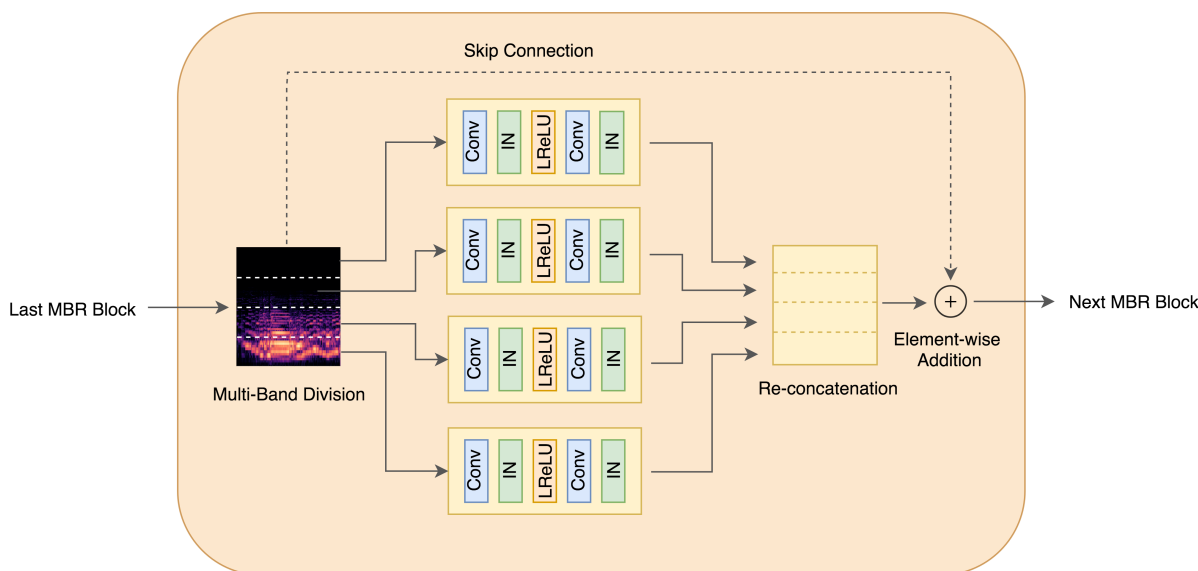 Skip Connection
Conv
IN
LReLU
Conv
IN
Conv
IN
LReLU
Conv
IN
Last MBR Block
Multi-Band Division
Conv
IN
LReLU
Conv
IN
Conv
IN
LReLU
Conv
IN
Re-concatenation
+
Element-wise
Addition
Next MBR Block